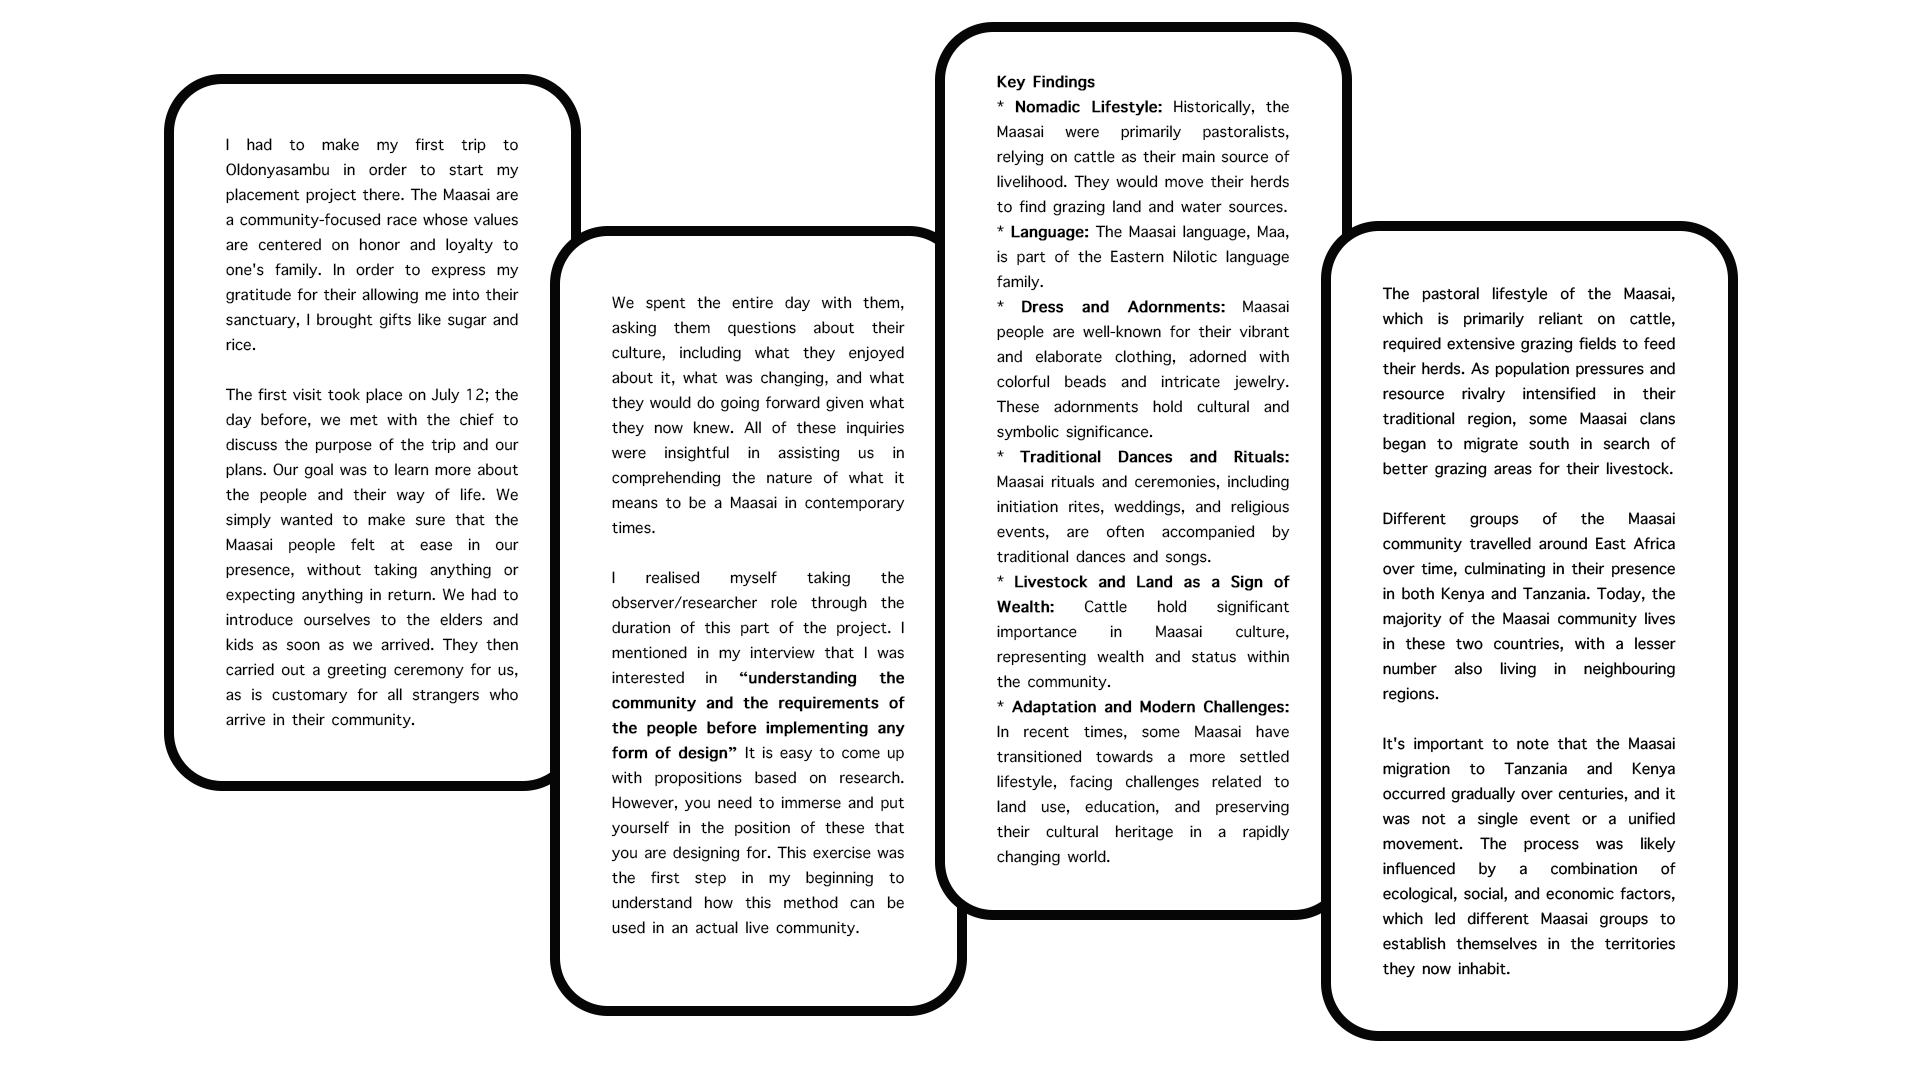 I had to make my first trip to
Oldonyasambu in order to start my
placement project there. The Maasai are
a community-focused race whose values
are centered on honor and loyalty to
one's family. In order to express my
gratitude for their allowing me into their
sanctuary, I brought gifts like sugar and
rice.
The first visit took place on July 12; the
day before, we met with the chief to
discuss the purpose of the trip and our
plans. Our goal was to learn more about
the people and their way of life. We
simply wanted to make sure that the
Maasai people felt at ease in our
presence, without taking anything or
expecting anything in return. We had to
introduce ourselves to the elders and
kids as soon as we arrived. They then
carried out a greeting ceremony for us,
as is customary for all strangers who
arrive in their community.
We spent the entire day with them,
asking them questions about their
culture, including what they enjoyed
about it, what was changing, and what
they would do going forward given what
they now knew. All of these inquiries
were insightful in assisting us in
comprehending the nature of what it
means to be a Maasai in contemporary
times.
I realised myself taking the
observer/researcher role through the
duration of this part of the project. I
mentioned in my interview that I was
interested in “understanding the
community and the requirements of
the people before implementing any
form of design” It is easy to come up
with propositions based on research.
However, you need to immerse and put
yourself in the position of these that
you are designing for. This exercise was
the first step in my beginning to
understand how this method can be
used in an actual live community.
Key Findings
* Nomadic Lifestyle: Historically, the
Maasai were primarily pastoralists,
relying on cattle as their main source of
livelihood. They would move their herds
to find grazing land and water sources.
* Language: The Maasai language, Maa,
is part of the Eastern Nilotic language
family.
* Dress and Adornments: Maasai
people are well-known for their vibrant
and elaborate clothing, adorned with
colorful beads and intricate jewelry.
These adornments hold cultural and
symbolic significance.
* Traditional Dances and Rituals:
Maasai rituals and ceremonies, including
initiation rites, weddings, and religious
events, are often accompanied by
traditional dances and songs.
* Livestock and Land as a Sign of
Wealth: Cattle hold significant
importance in Maasai culture,
representing wealth and status within
the community.
* Adaptation and Modern Challenges:
In recent times, some Maasai have
transitioned towards a more settled
lifestyle, facing challenges related to
land use, education, and preserving
their cultural heritage in a rapidly
changing world.
The pastoral lifestyle of the Maasai,
which is primarily reliant on cattle,
required extensive grazing fields to feed
their herds. As population pressures and
resource rivalry intensified in their
traditional region, some Maasai clans
began to migrate south in search of
better grazing areas for their livestock.
Different groups of the Maasai
community travelled around East Africa
over time, culminating in their presence
in both Kenya and Tanzania. Today, the
majority of the Maasai community lives
in these two countries, with a lesser
number also living in neighbouring
regions.
It's important to note that the Maasai
migration to Tanzania and Kenya
occurred gradually over centuries, and it
was not a single event or a unified
movement. The process was likely
influenced by a combination of
ecological, social, and economic factors,
which led different Maasai groups to
establish themselves in the territories
they now inhabit.